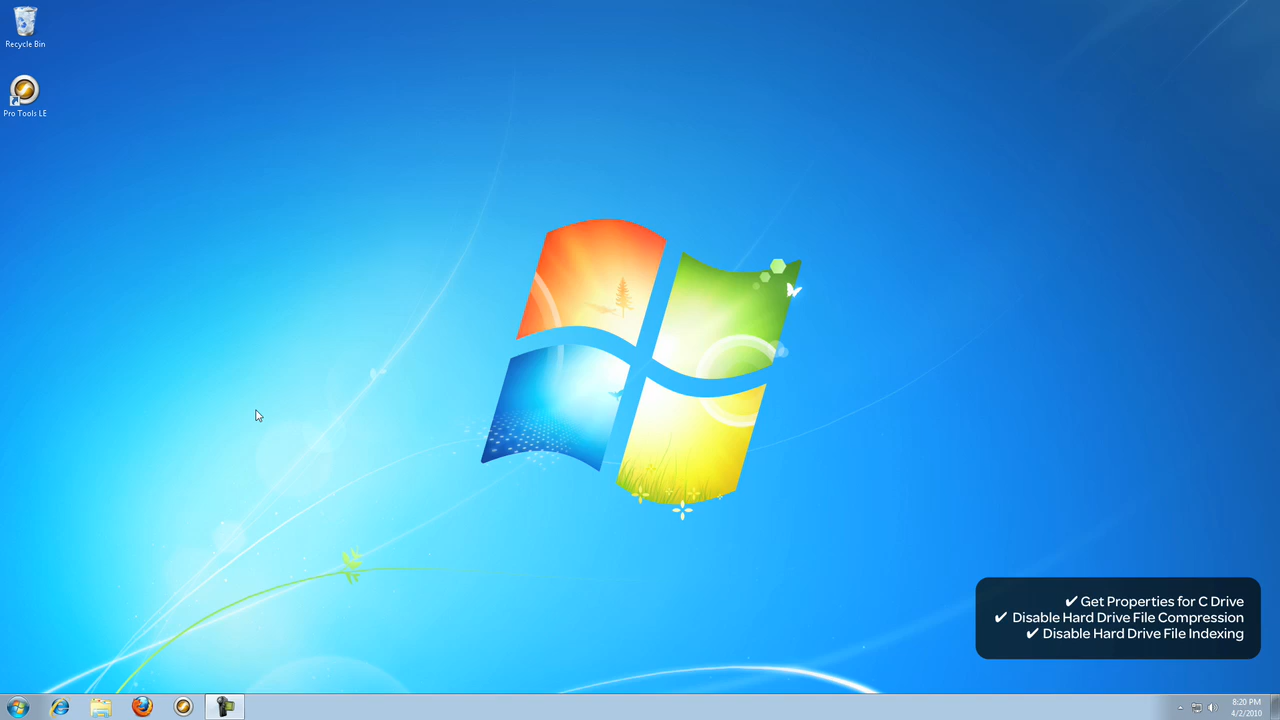 Recycle Bin
Pro Tools LE
✔ Get Properties for C Drive
✔ Disable Hard Drive File Compression
✔ Disable Hard Drive File Indexing
8:20 PM
4/2/2010